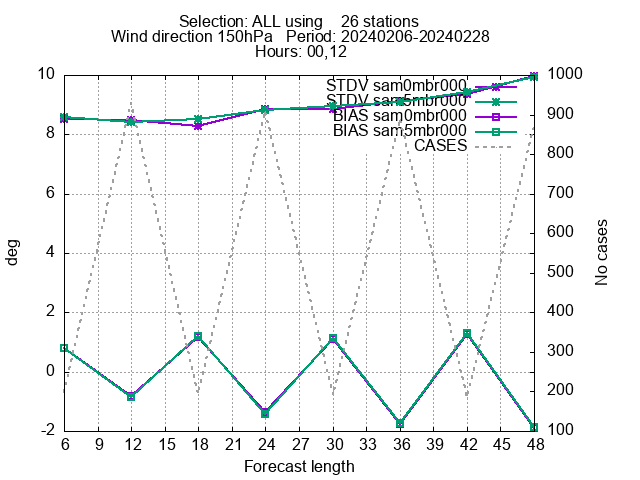 Selection: ALL using    26 stations
Wind direction 150hPa   Period: 20240206-20240228
Hours: 00,12
10
8
6
4
2
0
-2
deg
1000
900
800
700
600
500
400
300
200
100
No cases
STDV sam0mbr000
STDV sam5mbr000
BIAS sam0mbr000
BIAS sam5mbr000
CASES
6 9 12 15 18 21 24 27 30 33 36 39 42 45 48
Forecast length